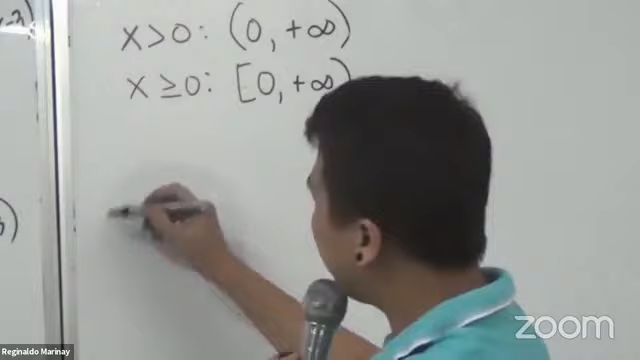 x>0: (0, +∞)
x≥0: [0, +∞)
zoom
Reginaldo Marinay